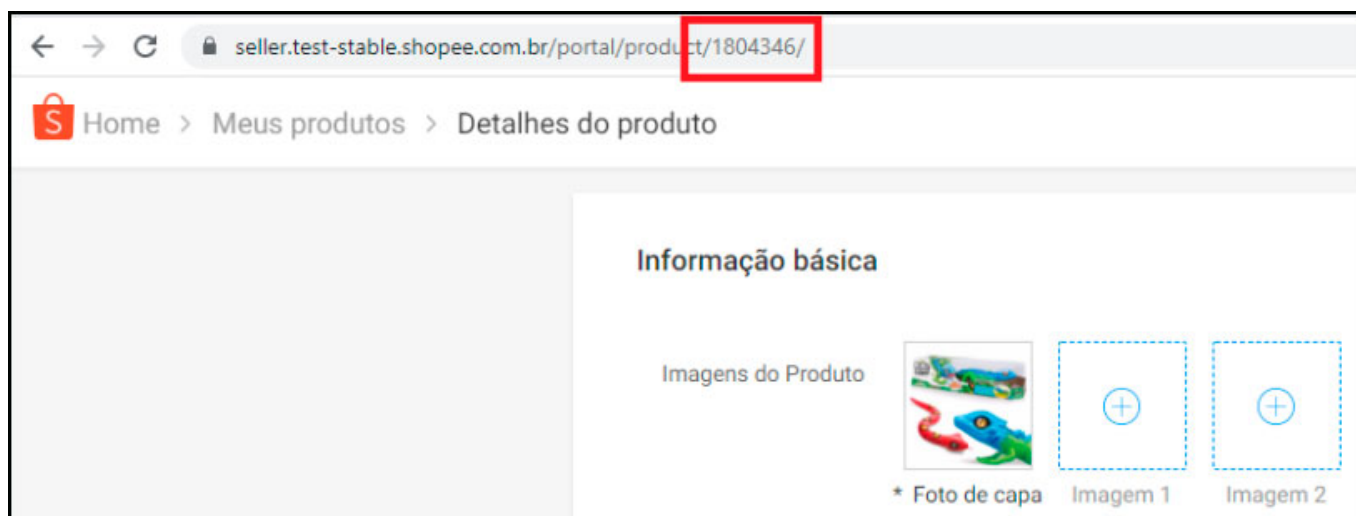 seller.test-stable.shopee.com.br/portal/product/1804346/
S Home > Meus produtos > Detalhes do produto
Informação básica
Imagens do Produto
* Foto de capa Imagem 1 Imagem 2